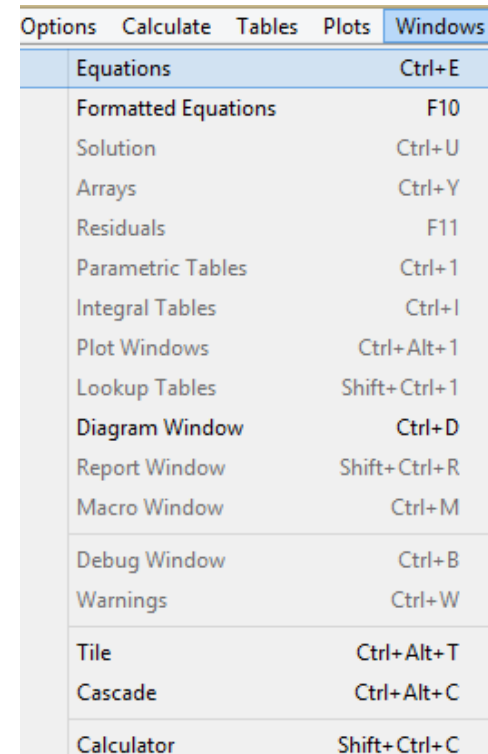 Options Calculate Tables Plots Windows
Equations Ctrl+E
Formatted Equations F10
Solution Ctrl+U
Arrays Ctrl+Y
Residuals F11
Parametric Tables Ctrl+1
Integral Tables Ctrl+I
Plot Windows Ctrl+Alt+1
Lookup Tables Shift+Ctrl+1
Diagram Window Ctrl+D
Report Window Shift+Ctrl+R
Macro Window Ctrl+M
Debug Window Ctrl+B
Warnings Ctrl+W
Tile Ctrl+Alt+T
Cascade Ctrl+Alt+C
Calculator Shift+Ctrl+C